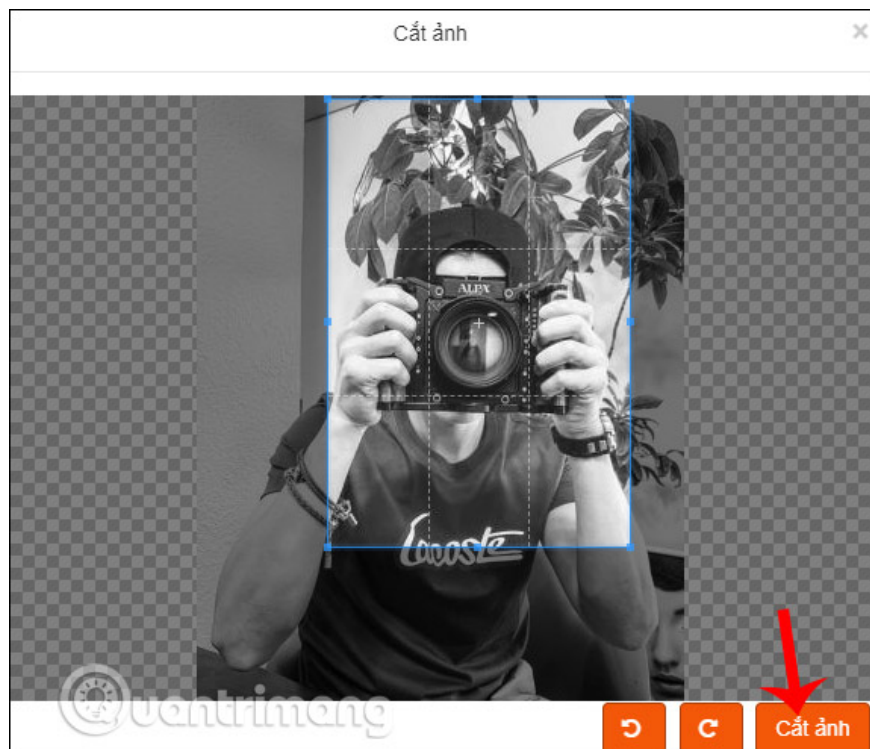 Cắt ảnh
×
ALPA
Lacoste
Quantrimang
Cắt ảnh